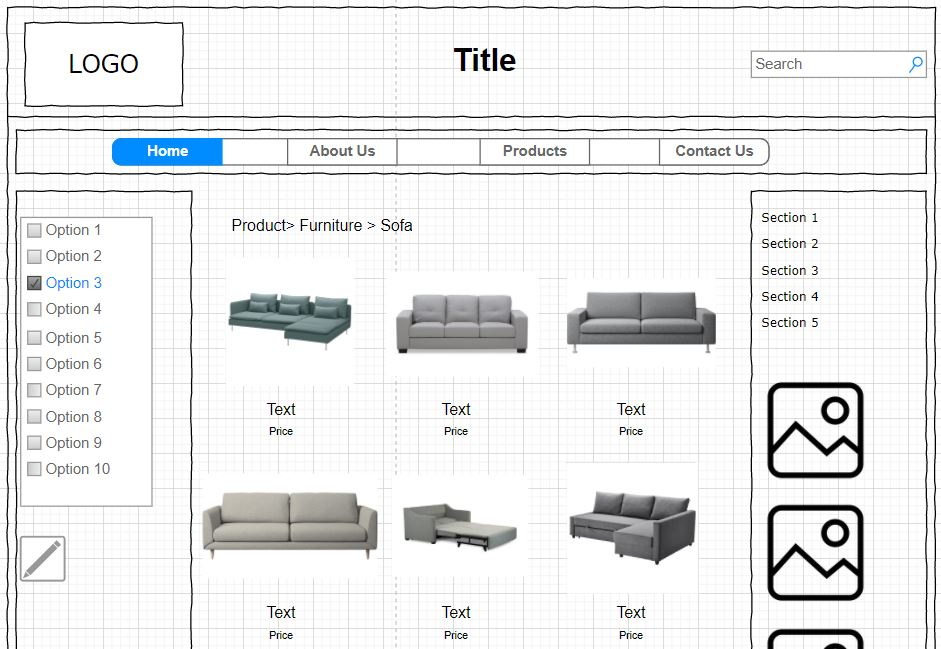 LOGO
Title
Search
Home
About Us
Products
Contact Us
Option 1
Option 2
Option 3
Option 4
Option 5
Option 6
Option 7
Option 8
Option 9
Option 10
Product> Furniture > Sofa
Text Text Text
Price Price Price
Text Text Text
Price Price Price
Section 1
Section 2
Section 3
Section 4
Section 5